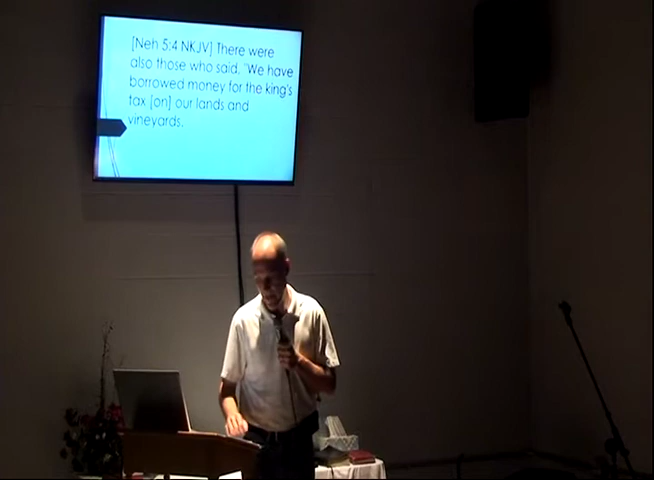 [Neh 5:4 NKJV] There were
also those who said, "We have
borrowed money for the king's
tax [on] our lands and
vineyards.